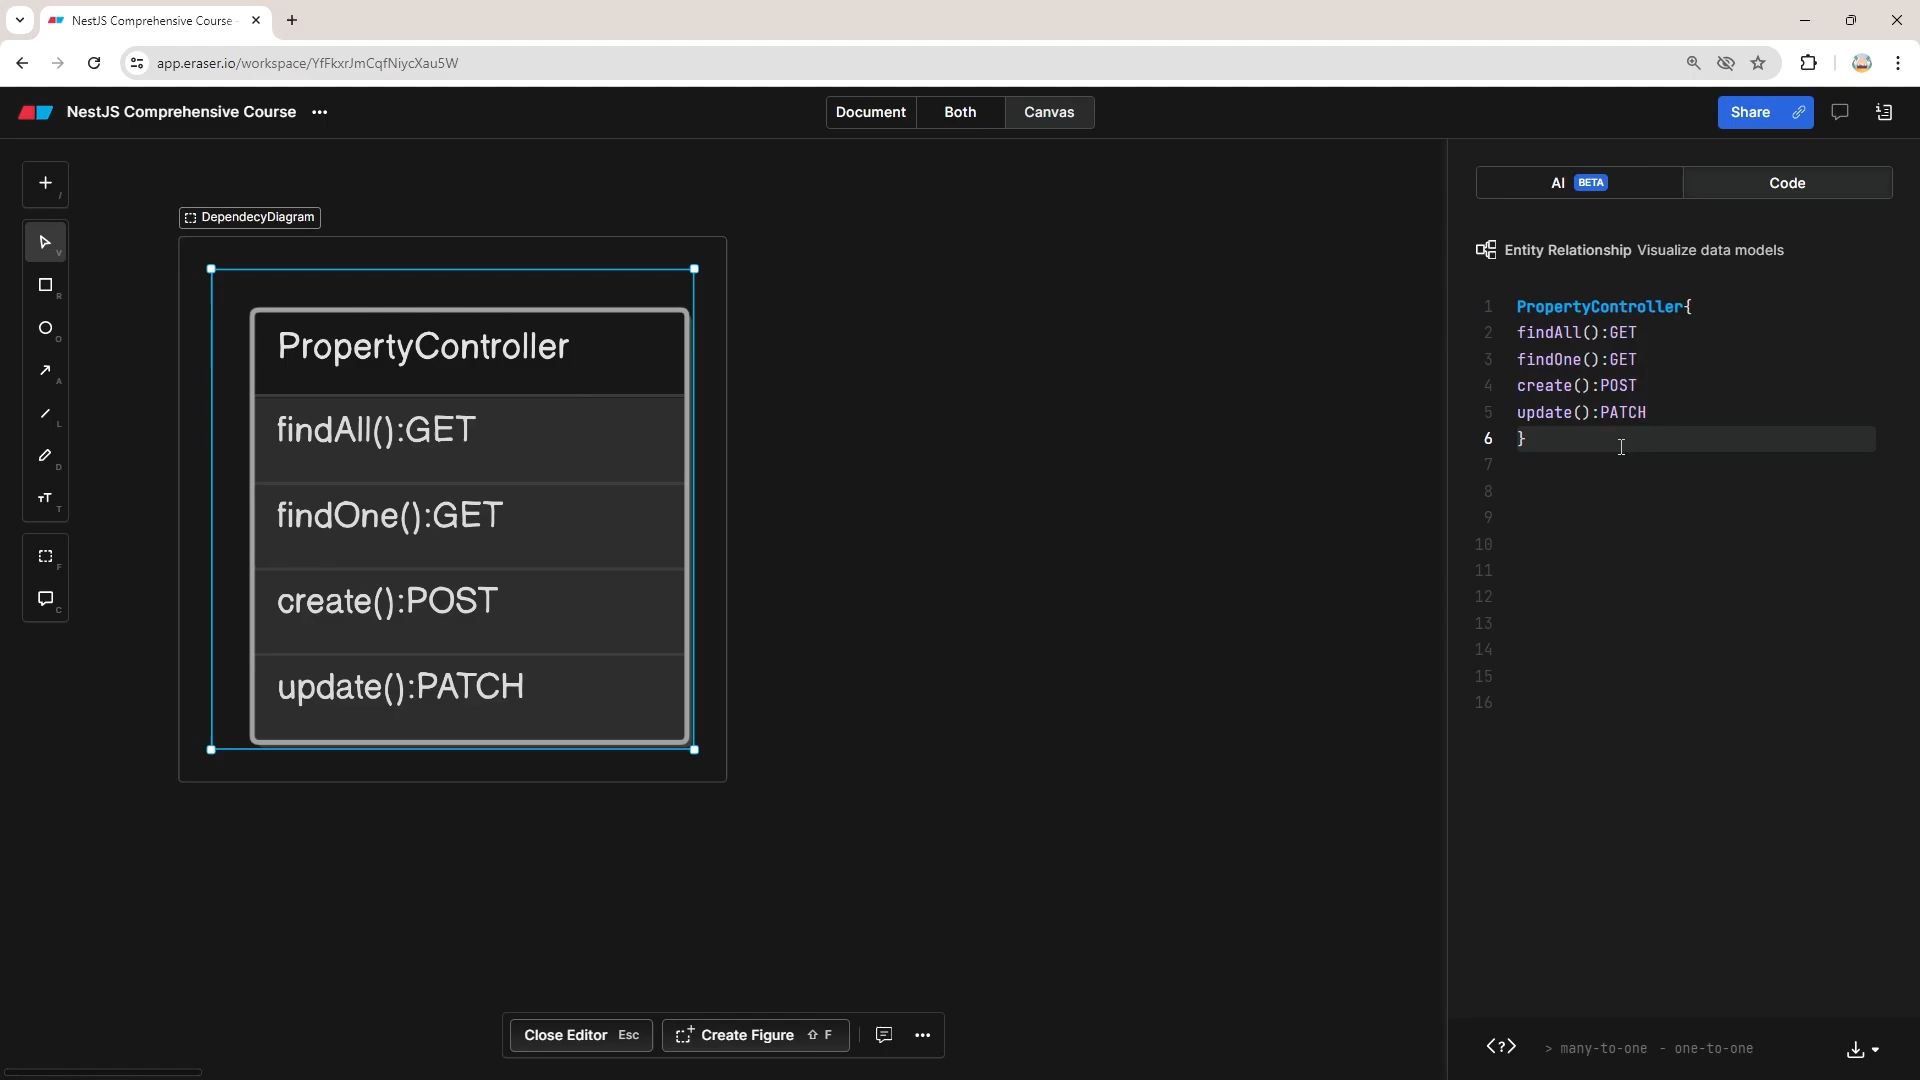 NestJS Comprehensive Course
app.eraser.io/workspace/YfFkxrJmCqfNiycXau5W
NestJS Comprehensive Course
Document
Both
Canvas
Share
/
V
R
O
A
L
D
T
F
C
DependecyDiagram
PropertyController
findAll():GET
findOne():GET
create():POST
update():PATCH
Close Editor Esc
Create Figure F
AI BETA
Code
Entity Relationship Visualize data models
1 PropertyController{
2 findAll():GET
3 findOne():GET
4 create():POST
5 update():PATCH
6 }
7
8
9
10
11
12
13
14
15
16
<?> > many-to-one - one-to-one